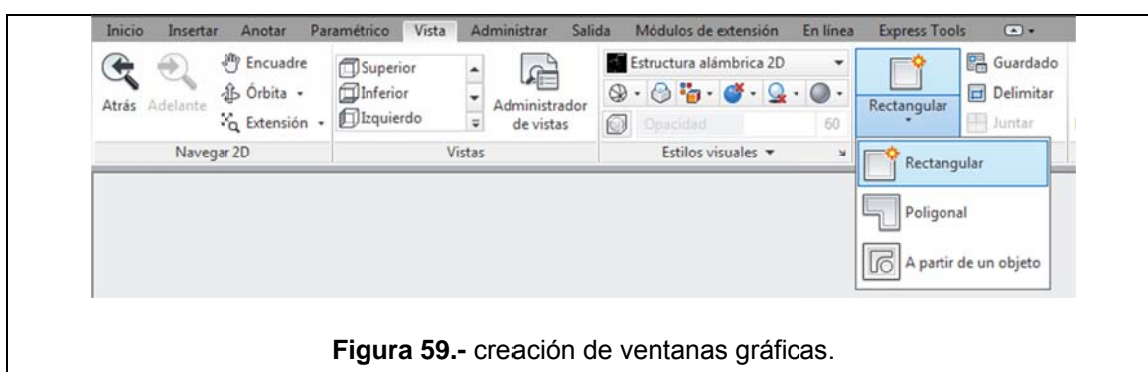 Inicio Insertar Anotar Paramétrico Vista Administrar Salida Módulos de extensión En línea Express Tools
Atrás
Adelante
Encuadre
Órbita
Extensión
Navegar 2D
Superior
Inferior
Izquierdo
Administrador
de vistas
Vistas
Estructura alámbrica 2D
Opacidad 60
Estilos visuales
Rectangular
Guardado
Delimitar
Juntar
Rectangular
Poligonal
A partir de un objeto
Figura 59.- creación de ventanas gráficas.